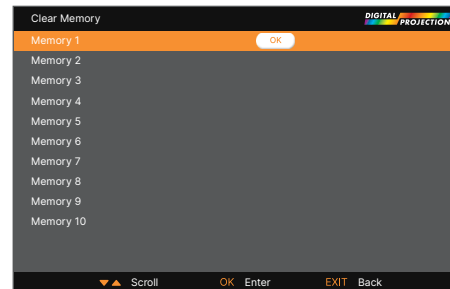 Clear Memory
DIGITAL
PROJECTION
Memory 1 OK
Memory 2
Memory 3
Memory 4
Memory 5
Memory 6
Memory 7
Memory 8
Memory 9
Memory 10
▼▲ Scroll OK Enter EXIT Back